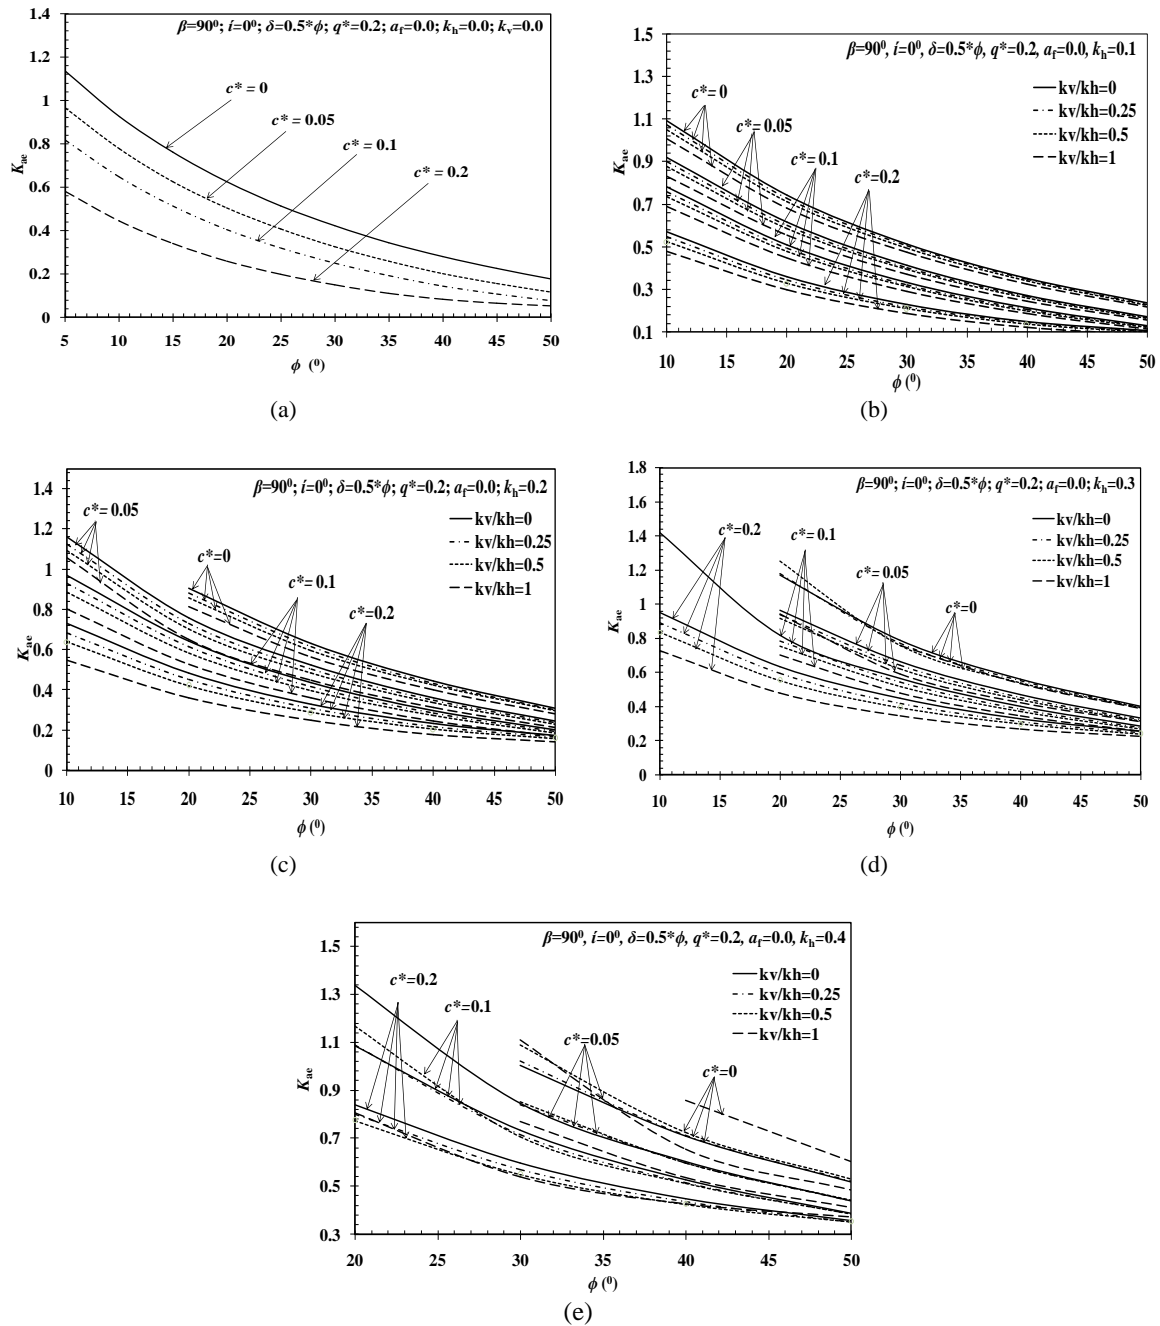 β=90⁰; i=0⁰; δ=0.5*ϕ; q*=0.2; a_f=0.0; k_h=0.0; k_v=0.0
c*= 0
c*= 0.05
c*= 0.1
c*= 0.2
K_ae
1.4
1.2
1
0.8
0.6
0.4
0.2
0
5 10 15 20 25 30 35 40 45 50
ϕ (⁰)
(a)
β=90⁰, i=0⁰, δ=0.5*ϕ, q*=0.2, a_f=0.0, k_h=0.1
kv/kh=0
kv/kh=0.25
kv/kh=0.5
kv/kh=1
c*= 0
c*= 0.05
c*= 0.1
c*= 0.2
K_ae
1.5
1.3
1.1
0.9
0.7
0.5
0.3
0.1
10 15 20 25 30 35 40 45 50
ϕ (⁰)
(b)
β=90⁰; i=0⁰; δ=0.5*ϕ; q*=0.2; a_f=0.0; k_h=0.2
kv/kh=0
kv/kh=0.25
kv/kh=0.5
kv/kh=1
c*= 0.05
c*=0
c*= 0.1
c*=0.2
K_ae
1.4
1.2
1
0.8
0.6
0.4
0.2
0
10 15 20 25 30 35 40 45 50
ϕ (⁰)
(c)
β=90⁰; i=0⁰; δ=0.5*ϕ; q*=0.2; a_f=0.0; k_h=0.3
kv/kh=0
kv/kh=0.25
kv/kh=0.5
kv/kh=1
c*=0.2
c*=0.1
c*= 0.05
c*=0
K_ae
1.8
1.6
1.4
1.2
1
0.8
0.6
0.4
0.2
0
10 15 20 25 30 35 40 45 50
ϕ (⁰)
(d)
β=90⁰, i=0⁰, δ=0.5*ϕ, q*=0.2, a_f=0.0, k_h=0.4
kv/kh=0
kv/kh=0.25
kv/kh=0.5
kv/kh=1
c*=0.2
c*=0.1
c*=0.05
c*=0
K_ae
1.5
1.3
1.1
0.9
0.7
0.5
0.3
20 25 30 35 40 45 50
ϕ (⁰)
(e)